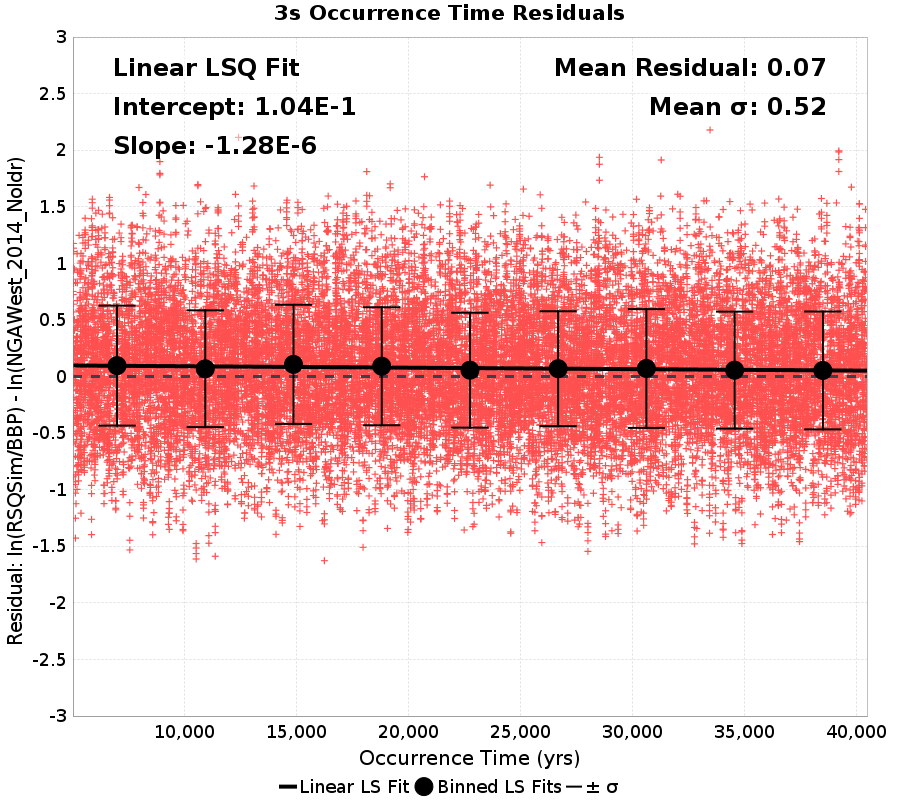 3s Occurrence Time Residuals
Linear LSQ Fit
Intercept: 1.04E-1
Slope: -1.28E-6
Mean Residual: 0.07
Mean σ: 0.52
Residual: ln(RSQSim/BBP) - ln(NGAWest_2014_NoIdr)
3
2.5
2
1.5
1
0.5
0
-0.5
-1
-1.5
-2
-2.5
-3
10,000 15,000 20,000 25,000 30,000 35,000 40,000
Occurrence Time (yrs)
Linear LS Fit Binned LS Fits ± σ